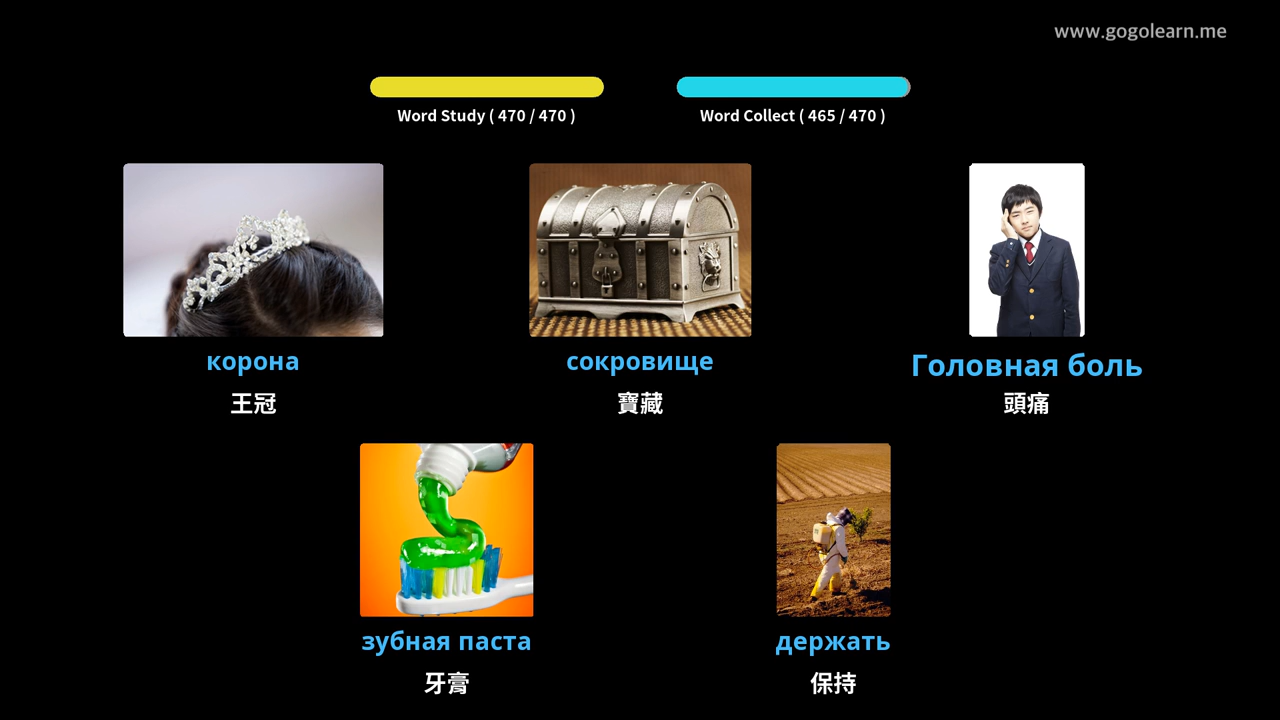 www.gogolearn.me
Word Study ( 470 / 470 )
Word Collect ( 465 / 470 )
корона
сокровище
Головная боль
王冠
寶藏
頭痛
зубная паста
держать
牙膏
保持